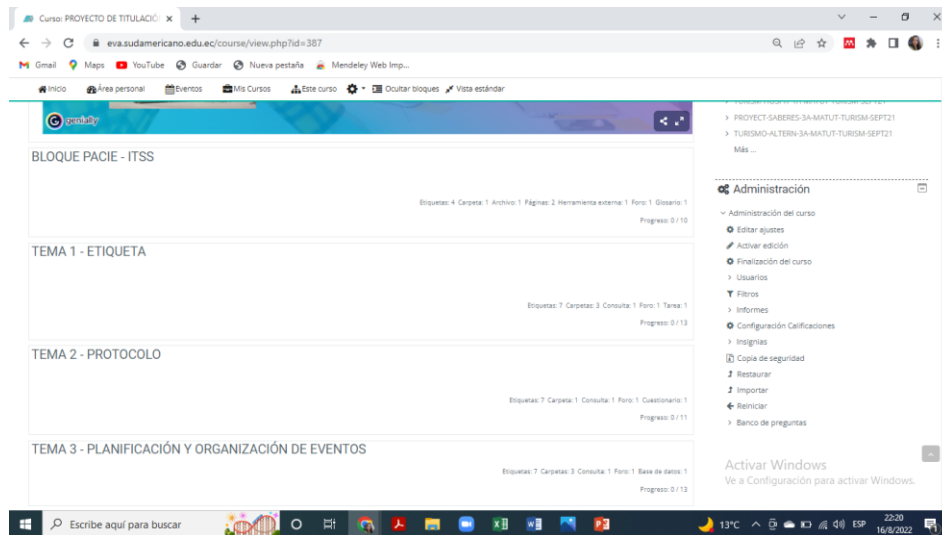 Curso: PROYECTO DE TITULACIÓ
eva.sudamericano.edu.ec/course/view.php?id=387
Gmail Maps YouTube Guardar Nueva pestaña Mendeley Web Imp...
Inicio Área personal Eventos Mis Cursos Este curso Ocultar bloques Vista estándar
genially
PROYECT-SABERES-3A-MATUT-TURISM-SEPT21
TURISMO-ALTERN-3A-MATUT-TURISM-SEPT21
Más ...
BLOQUE PACIE - ITSS
Etiquetas: 4 Carpeta: 1 Archivo: 1 Páginas: 2 Herramienta externa: 1 Foro: 1 Glosario: 1
Progreso: 0 / 10
TEMA 1 - ETIQUETA
Etiquetas: 7 Carpetas: 3 Consulta: 1 Foro: 1 Tarea: 1
Progreso: 0 / 13
TEMA 2 - PROTOCOLO
Etiquetas: 7 Carpeta: 1 Consulta: 1 Foro: 1 Cuestionario: 1
Progreso: 0 / 11
TEMA 3 - PLANIFICACIÓN Y ORGANIZACIÓN DE EVENTOS
Etiquetas: 7 Carpetas: 3 Consulta: 1 Foro: 1 Base de datos: 1
Progreso: 0 / 13
Administración
Administración del curso
Editar ajustes
Activar edición
Finalización del curso
Usuarios
Filtros
Informes
Configuración Calificaciones
Insignias
Copia de seguridad
Restaurar
Importar
Reiniciar
Banco de preguntas
Activar Windows
Ve a Configuración para activar Windows.
Escribe aquí para buscar
13°C
ESP
22:20
16/8/2022